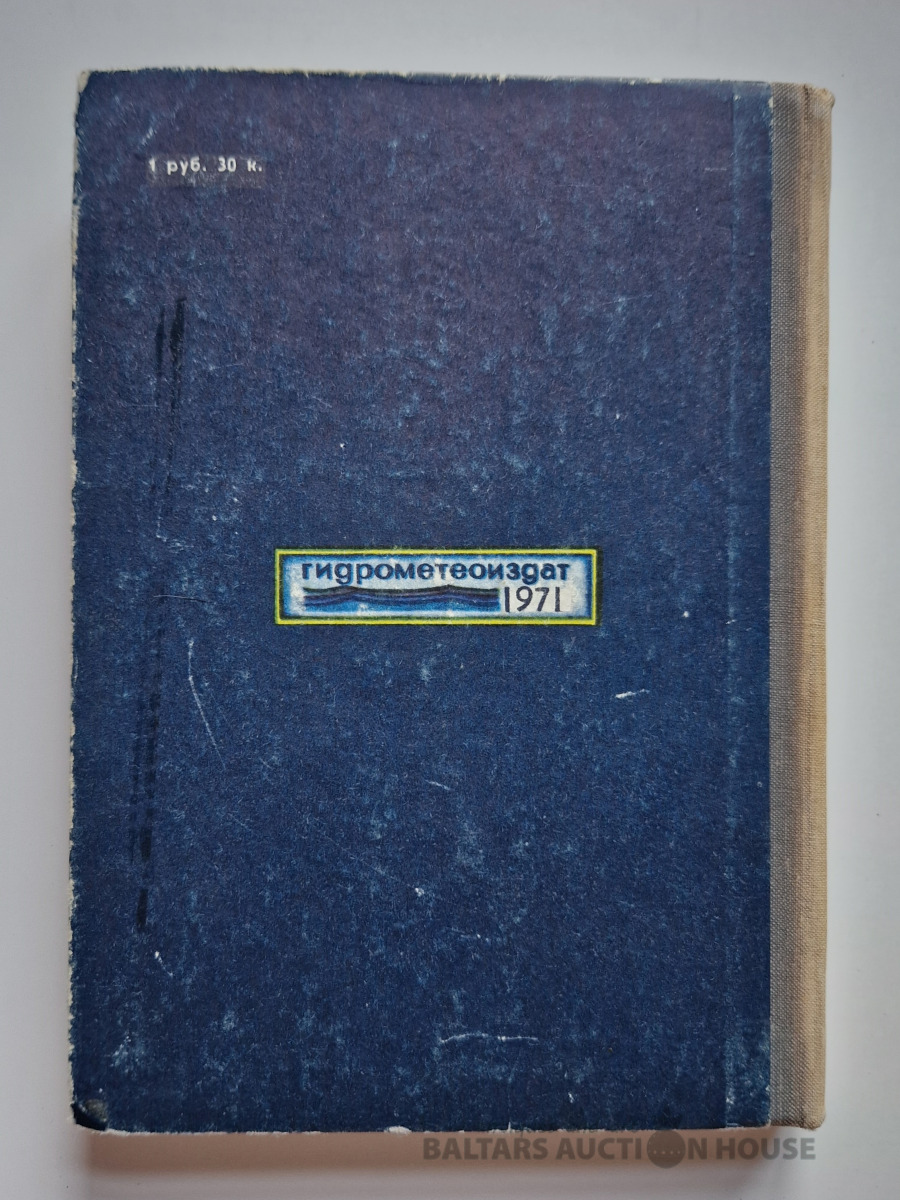 1 руб. 30 к.
гидрометеоиздат
1971
BALTARS AUCTION HOUSE